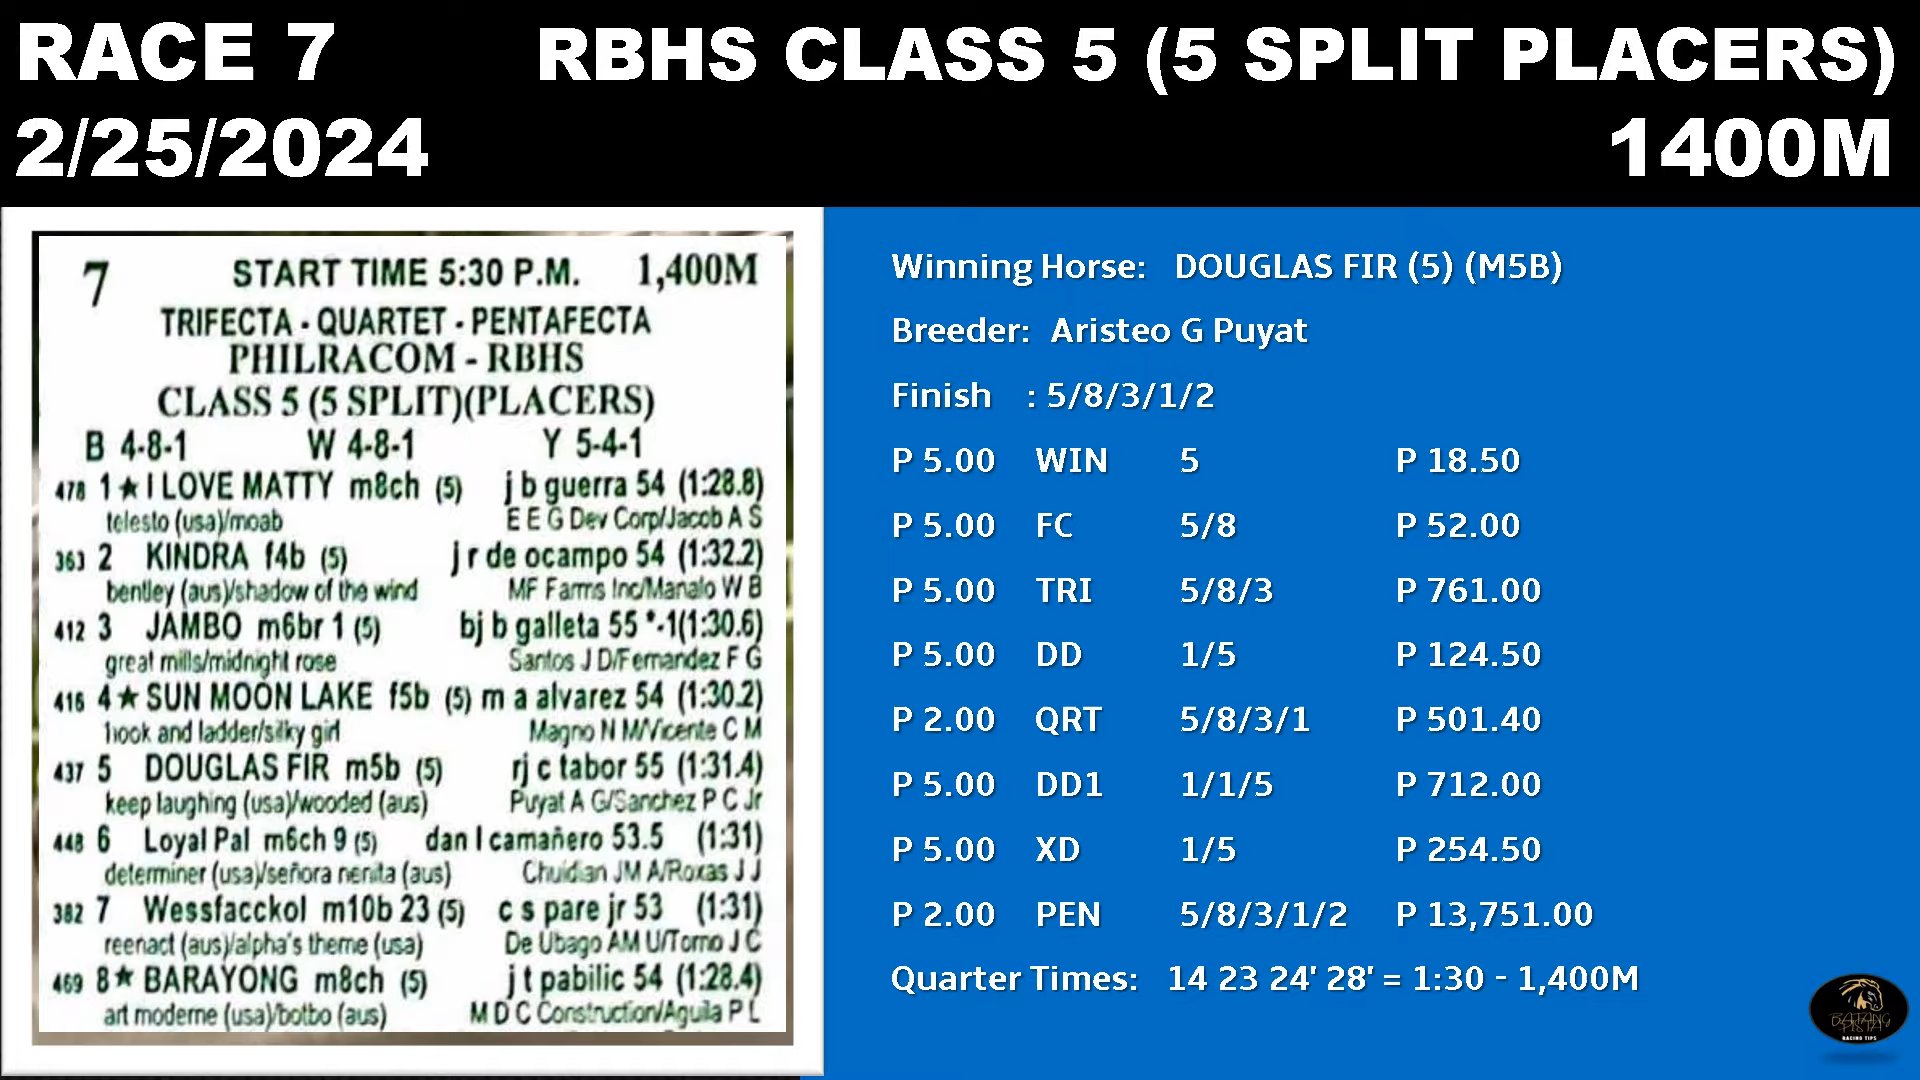 RACE 7 RBHS CLASS 5 (5 SPLIT PLACERS)
2/25/2024 1400M
7 START TIME 5:30 P.M. 1,400M
TRIFECTA - QUARTET - PENTAFECTA
PHILRACOM - RBHS
CLASS 5 (5 SPLIT)(PLACERS)
B 4-8-1 W 4-8-1 Y 5-4-1
478 1 ★ I LOVE MATTY m8ch (5) j b guerra 54 (1:28.8)
telesto (usa)/moab E E G Dev Corp/Jacob A S
363 2 KINDRA f4b (5) j r de ocampo 54 (1:32.2)
bentley (aus)/shadow of the wind MF Farms Inc/Manalo W B
412 3 JAMBO m6br 1 (5) bj b galleta 55 *-1(1:30.6)
great mills/midnight rose Santos J D/Fernandez F G
416 4 ★ SUN MOON LAKE f5b (5) m a alvarez 54 (1:30.2)
hook and ladder/silky girl Magno N M/Vicente C M
437 5 DOUGLAS FIR m5b (5) rj c tabor 55 (1:31.4)
keep laughing (usa)/wooded (aus) Puyat A G/Sanchez P C Jr
448 6 Loyal Pal m6ch 9 (5) dan l camañero 53.5 (1:31)
determiner (usa)/señora nenita (aus) Chuidian JM A/Roxas J J
382 7 Wessfacckol m10b 23 (5) c s pare jr 53 (1:31)
reenact (aus)/alpha's theme (usa) De Ubago AM U/Torno J C
469 8 ★ BARAYONG m8ch (5) j t pabilic 54 (1:28.4)
art moderne (usa)/botbo (aus) M D C Construction/Aguila P L
Winning Horse: DOUGLAS FIR (5) (M5B)
Breeder: Aristeo G Puyat
Finish : 5/8/3/1/2
P 5.00 WIN 5 P 18.50
P 5.00 FC 5/8 P 52.00
P 5.00 TRI 5/8/3 P 761.00
P 5.00 DD 1/5 P 124.50
P 2.00 QRT 5/8/3/1 P 501.40
P 5.00 DD1 1/1/5 P 712.00
P 5.00 XD 1/5 P 254.50
P 2.00 PEN 5/8/3/1/2 P 13,751.00
Quarter Times: 14 23 24' 28' = 1:30 - 1,400M
BATANG
PISTA
RACING TIPS